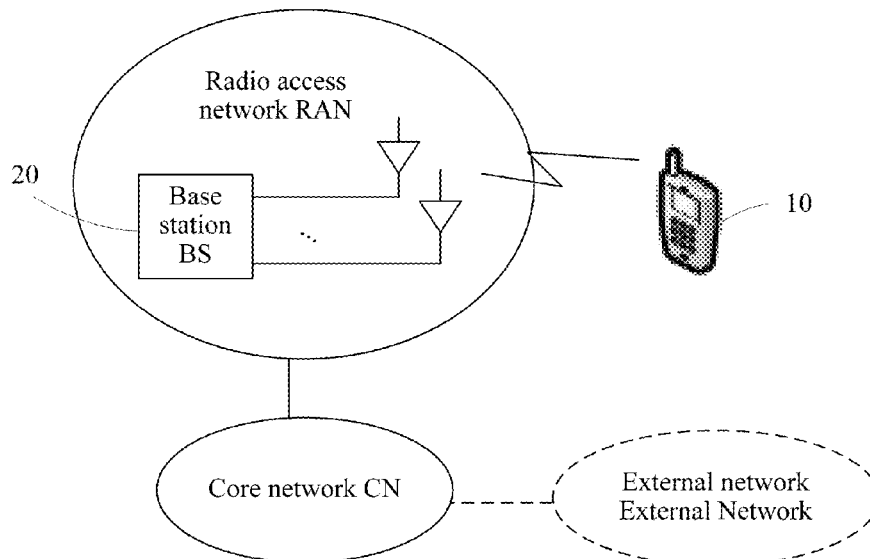 Radio access
network RAN
20
Base
station
BS
10
Core network CN
External network
External Network